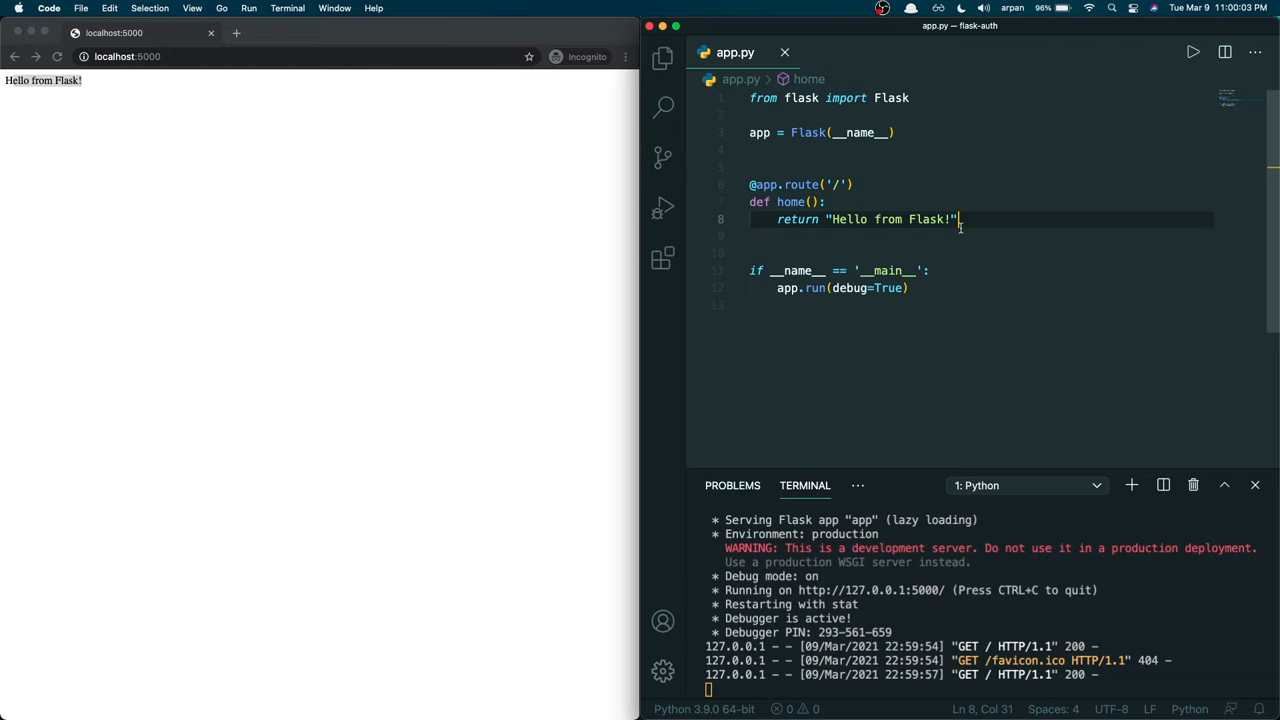 Code File Edit Selection View Go Run Terminal Window Help arpan 96% Tue Mar 9 11:00:03 PM
localhost:5000
localhost:5000 Incognito
Hello from Flask!
app.py — flask-auth
app.py
app.py > home
1 from flask import Flask
2
3 app = Flask(__name__)
4
5
6 @app.route('/')
7 def home():
8 return "Hello from Flask!"
9
10
11 if __name__ == '__main__':
12 app.run(debug=True)
13
PROBLEMS TERMINAL ··· 1: Python
* Serving Flask app "app" (lazy loading)
* Environment: production
WARNING: This is a development server. Do not use it in a production deployment.
Use a production WSGI server instead.
* Debug mode: on
* Running on http://127.0.0.1:5000/ (Press CTRL+C to quit)
* Restarting with stat
* Debugger is active!
* Debugger PIN: 293-561-659
127.0.0.1 - - [09/Mar/2021 22:59:54] "GET / HTTP/1.1" 200 -
127.0.0.1 - - [09/Mar/2021 22:59:54] "GET /favicon.ico HTTP/1.1" 404 -
127.0.0.1 - - [09/Mar/2021 22:59:57] "GET / HTTP/1.1" 200 -
Python 3.9.0 64-bit 0 0 Ln 8, Col 31 Spaces: 4 UTF-8 LF Python